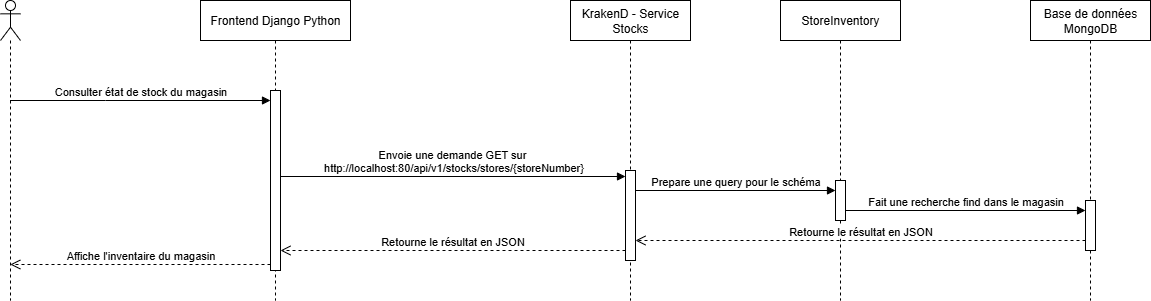 Frontend Django Python
KrakenD - Service
Stocks
StoreInventory
Base de données
MongoDB
Consulter état de stock du magasin
Envoie une demande GET sur
http://localhost:80/api/v1/stocks/stores/{storeNumber}
Prepare une query pour le schéma
Fait une recherche find dans le magasin
Retourne le résultat en JSON
Retourne le résultat en JSON
Affiche l'inventaire du magasin